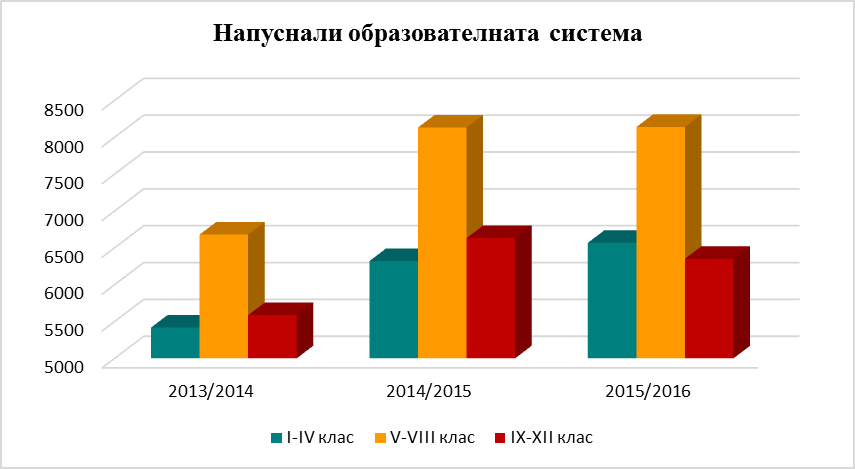 Напуснали образователната система
8500
8000
7500
7000
6500
6000
5500
5000
2013/2014 2014/2015 2015/2016
I-IV клас V-VIII клас IX-XII клас